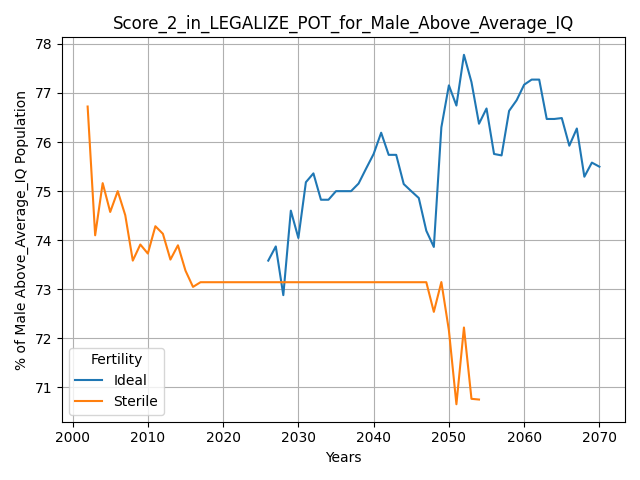 Score_2_in_LEGALIZE_POT_for_Male_Above_Average_IQ
% of Male Above_Average_IQ Population
78
77
76
75
74
73
72
71
Fertility
Ideal
Sterile
2000 2010 2020 2030 2040 2050 2060 2070
Years